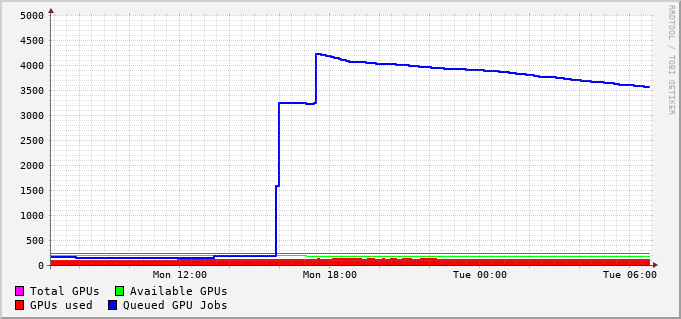 5000
4500
4000
3500
3000
2500
2000
1500
1000
500
0
Mon 12:00 Mon 18:00 Tue 00:00 Tue 06:00
Total GPUs Available GPUs
GPUs used Queued GPU Jobs
RRDTOOL / TOBI OETIKER